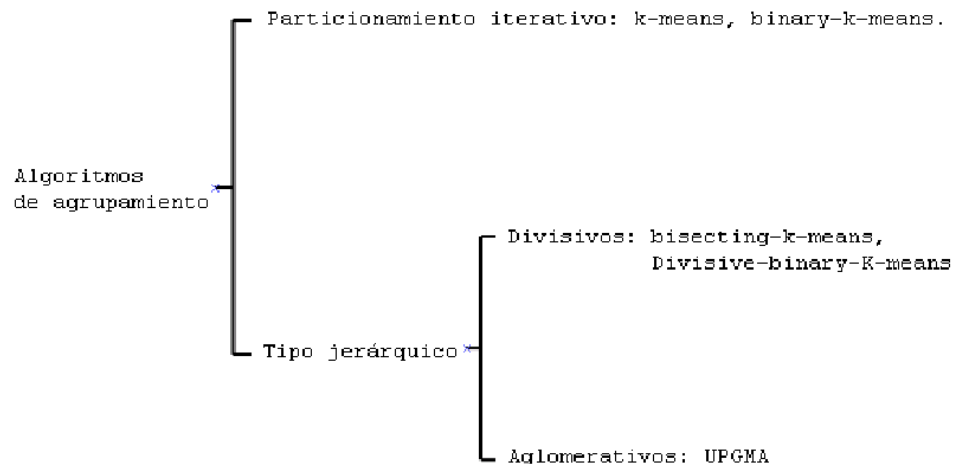 Particionamiento iterativo: k-means, binary-k-means.
Algoritmos
de agrupamiento
Divisivos: bisecting-k-means,
Divisive-binary-K-means
Tipo jerárquico
Aglomerativos: UPGMA